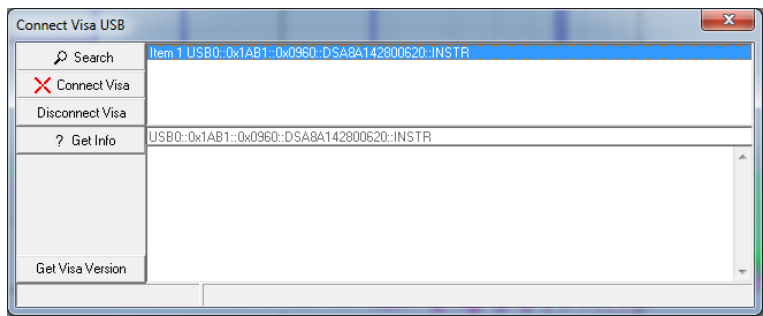 Connect Visa USB
Search
Item 1 USB0::0x1AB1::0x0960::DSA8A142800620::INSTR
Connect Visa
Disconnect Visa
? Get Info
USB0::0x1AB1::0x0960::DSA8A142800620::INSTR
Get Visa Version